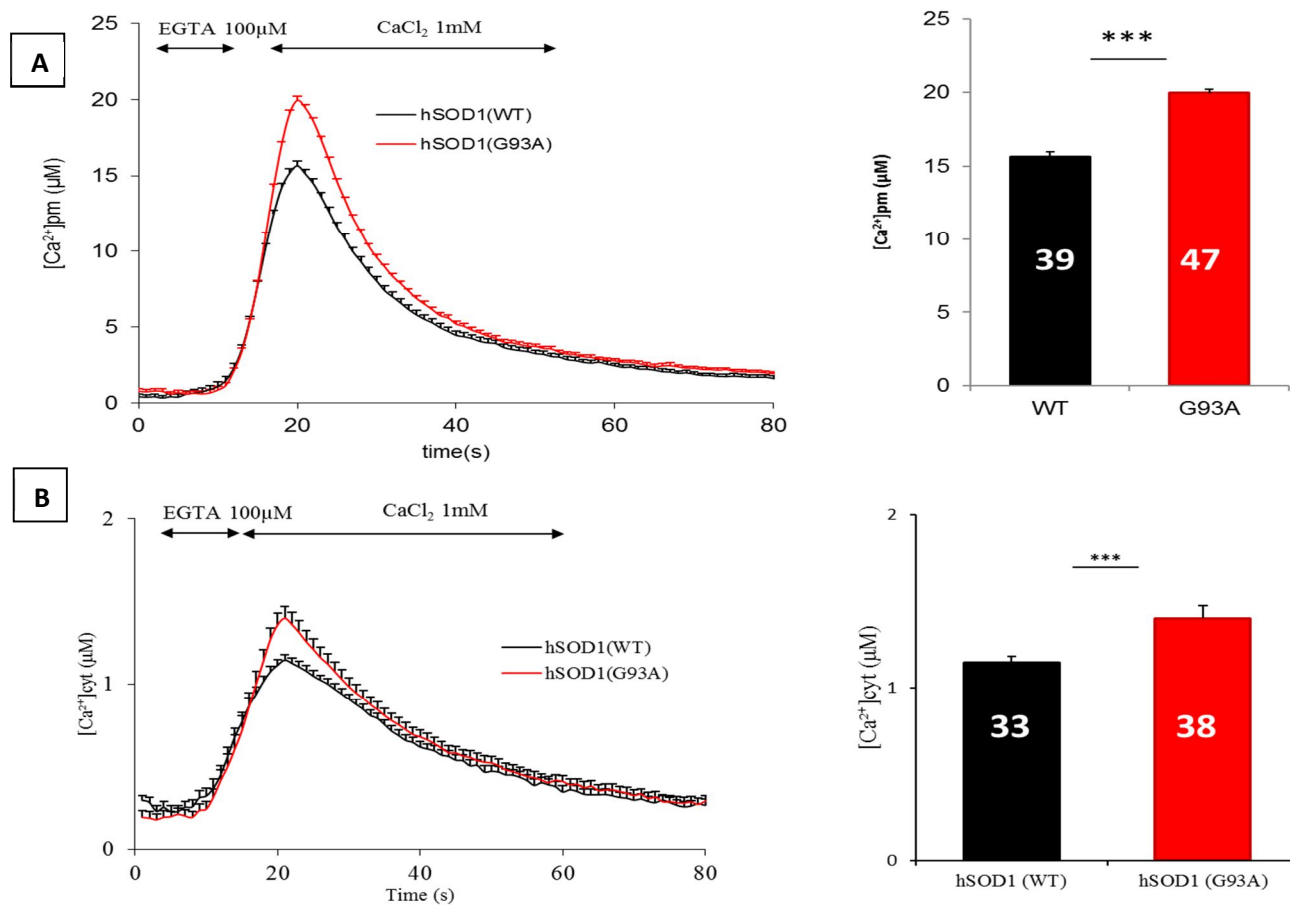 A
EGTA 100µM
CaCl₂ 1mM
25
20
15
10
5
0
[Ca²⁺]pm (µM)
hSOD1(WT)
hSOD1(G93A)
0 20 40 60 80
time(s)
25
20
15
10
5
0
[Ca²⁺]pm (µM)
***
39
47
WT
G93A
B
EGTA 100µM
CaCl₂ 1mM
2
1
0
[Ca²⁺]cyt (µM)
hSOD1(WT)
hSOD1(G93A)
0 20 40 60 80
Time (s)
2
1
0
[Ca²⁺]cyt (µM)
***
33
38
hSOD1 (WT)
hSOD1 (G93A)